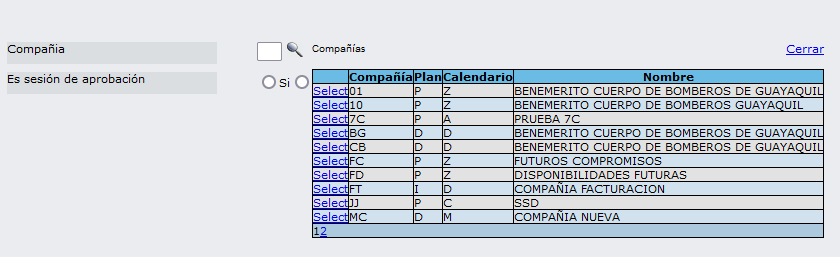 Compañia Compañías Cerrar
Es sesión de aprobación Si
Compañía Plan Calendario Nombre
Select 01 P Z BENEMERITO CUERPO DE BOMBEROS DE GUAYAQUIL
Select 10 P Z BENEMERITO CUERPO DE BOMBEROS GUAYAQUIL
Select 7C P A PRUEBA 7C
Select BG D D BENEMERITO CUERPO DE BOMBEROS DE GUAYAQUIL
Select CB D D BENEMERITO CUERPO DE BOMBEROS DE GUAYAQUIL
Select FC P Z FUTUROS COMPROMISOS
Select FD P Z DISPONIBILIDADES FUTURAS
Select FT I D COMPAÑIA FACTURACION
Select JJ P C SSD
Select MC D M COMPAÑIA NUEVA
1 2